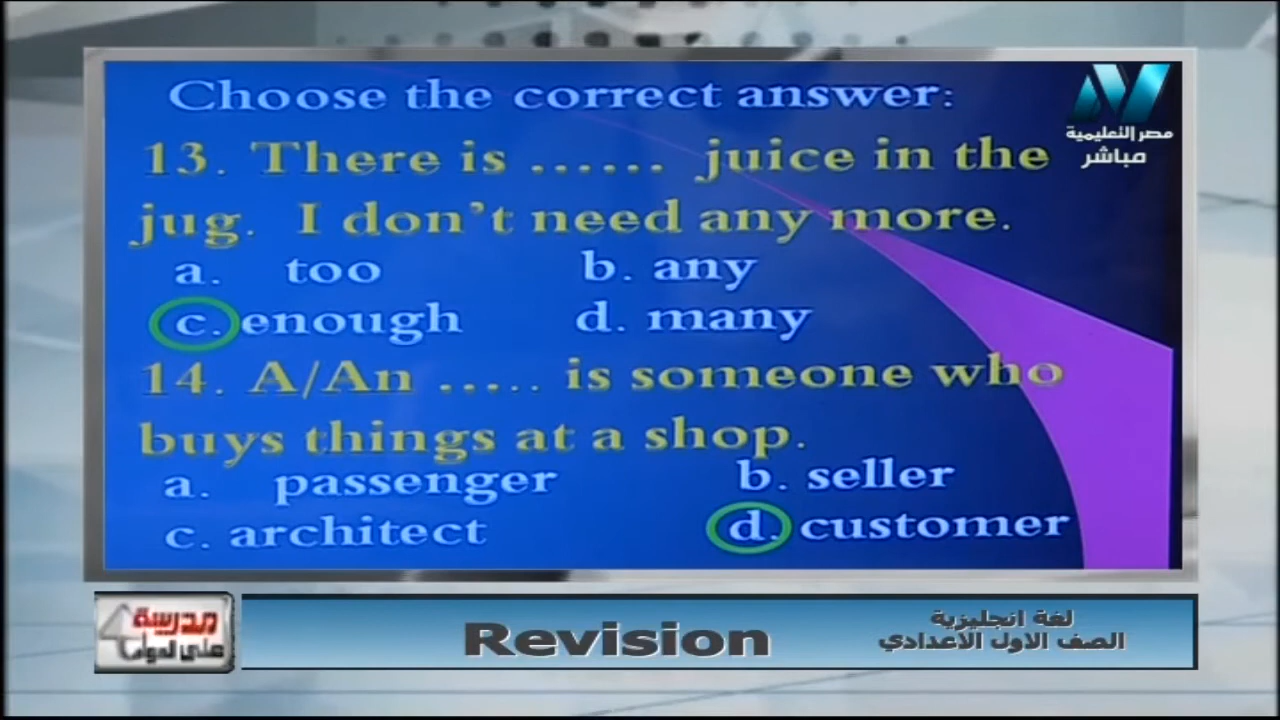 Choose the correct answer:
13. There is ...... juice in the
jug. I don't need any more.
a. too b. any
c. enough d. many
14. A/An ..... is someone who
buys things at a shop.
a. passenger b. seller
c. architect d. customer
مصر التعليمية
مباشر
مدرسة
على الهواء
Revision
لغة انجليزية
الصف الاول الاعدادي